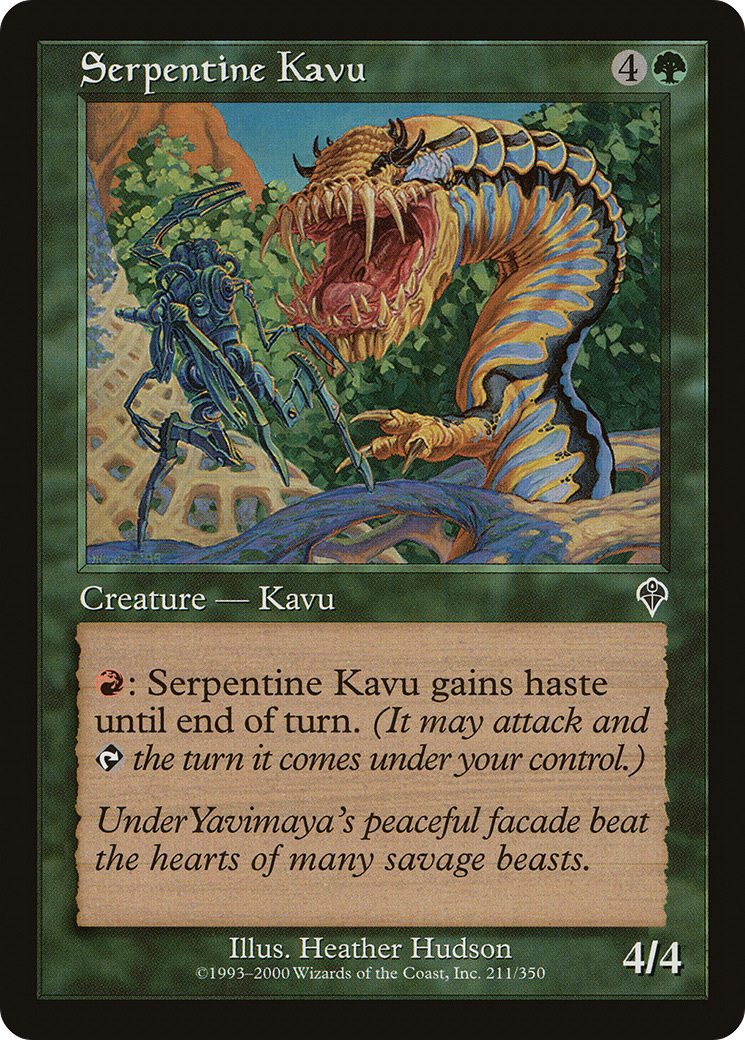 Serpentine Kavu
4
Creature — Kavu
: Serpentine Kavu gains haste
until end of turn. (It may attack and
the turn it comes under your control.)
Under Yavimaya's peaceful facade beat
the hearts of many savage beasts.
Illus. Heather Hudson
©1993–2000 Wizards of the Coast, Inc. 211/350
4/4